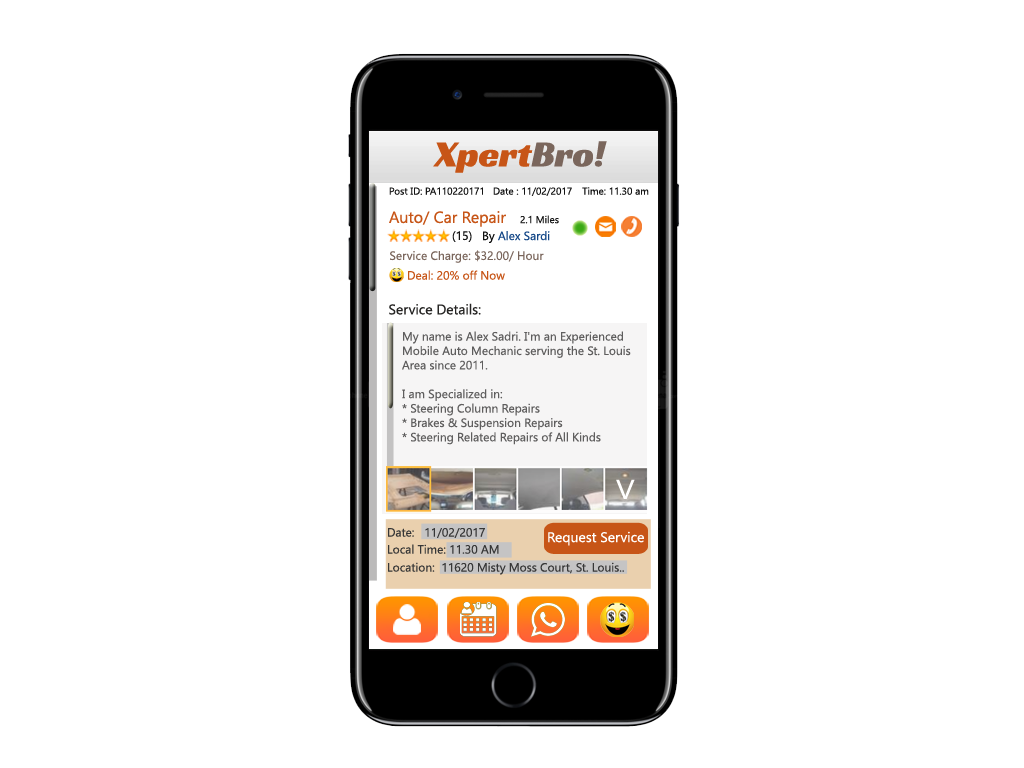 XpertBro!
Post ID: PA110220171 Date : 11/02/2017 Time: 11.30 am
Auto/ Car Repair 2.1 Miles
(15) By Alex Sardi
Service Charge: $32.00/ Hour
Deal: 20% off Now
Service Details:
My name is Alex Sadri. I'm an Experienced
Mobile Auto Mechanic serving the St. Louis
Area since 2011.
I am Specialized in:
* Steering Column Repairs
* Brakes & Suspension Repairs
* Steering Related Repairs of All Kinds
V
Date: 11/02/2017
Request Service
Local Time: 11.30 AM
Location: 11620 Misty Moss Court, St. Louis..
$ $